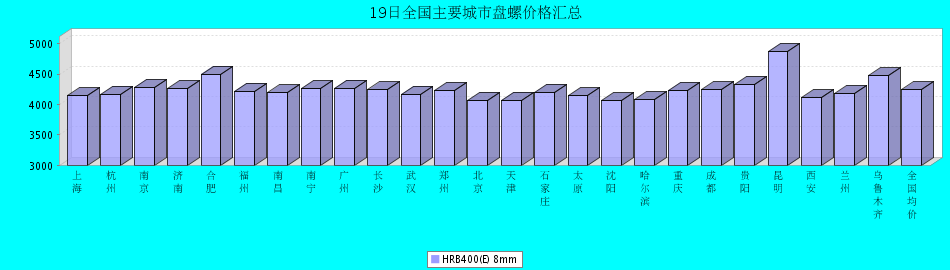 19日全国主要城市盘螺价格汇总
5000
4500
4000
3500
3000
上海
杭州
南京
济南
合肥
福州
南昌
南宁
广州
长沙
武汉
郑州
北京
天津
石家庄
太原
沈阳
哈尔滨
重庆
成都
贵阳
昆明
西安
兰州
乌鲁木齐
全国均价
HRB400(E) 8mm